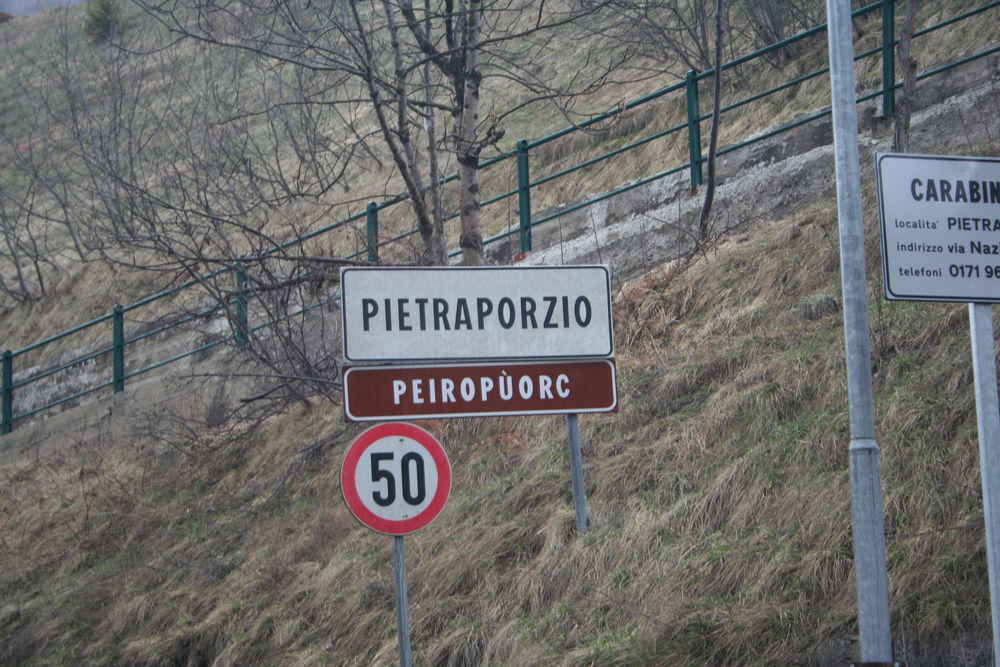 PIETRAPORZIO
PEIROPÙORC
50
CARABIN
localita' PIETRA
indirizzo via Naz
telefoni 0171 96